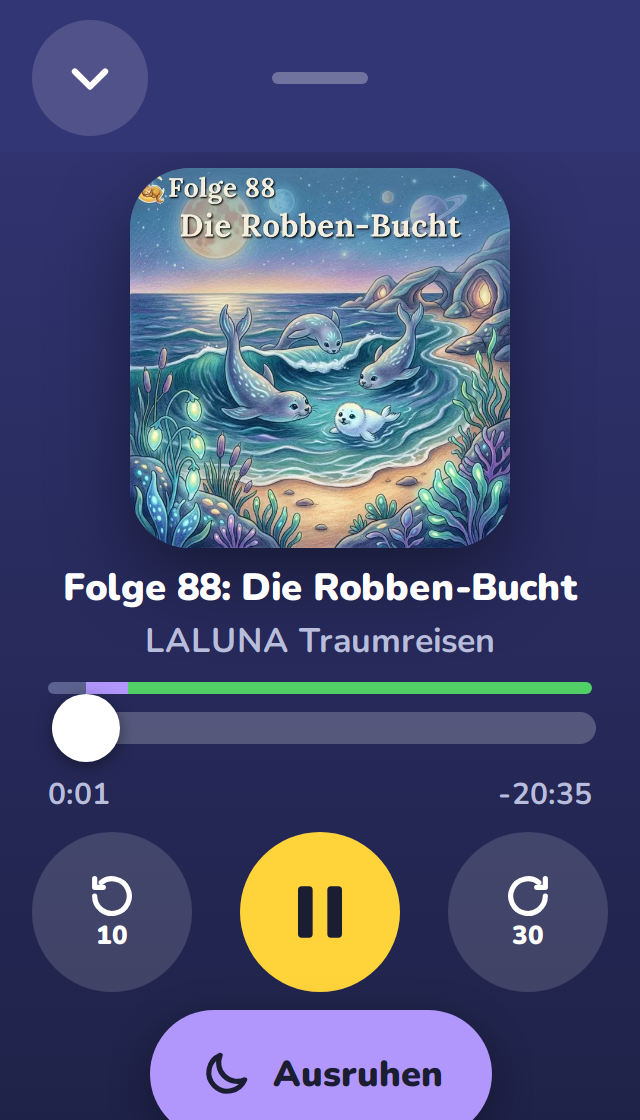 Folge 88
Die Robben-Bucht
Folge 88: Die Robben-Bucht
LALUNA Traumreisen
0:01
-20:35
10
30
Ausruhen